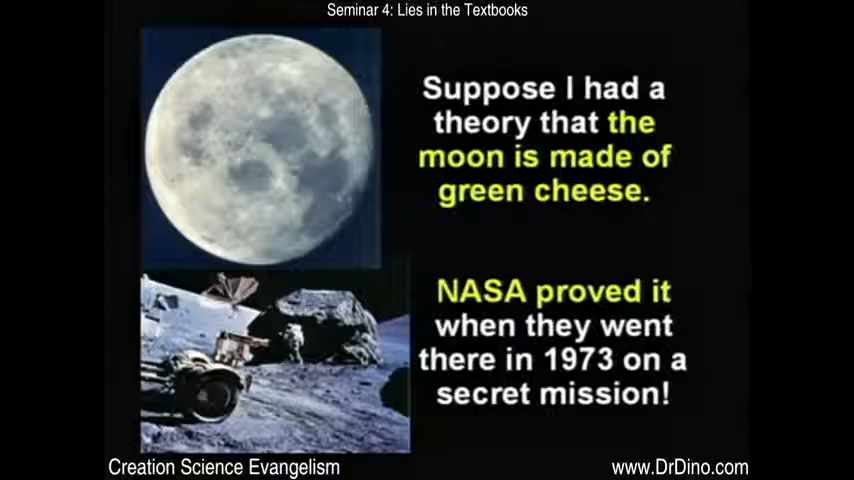 Seminar 4: Lies in the Textbooks
Suppose I had a
theory that the
moon is made of
green cheese.
NASA proved it
when they went
there in 1973 on a
secret mission!
Creation Science Evangelism
www.DrDino.com